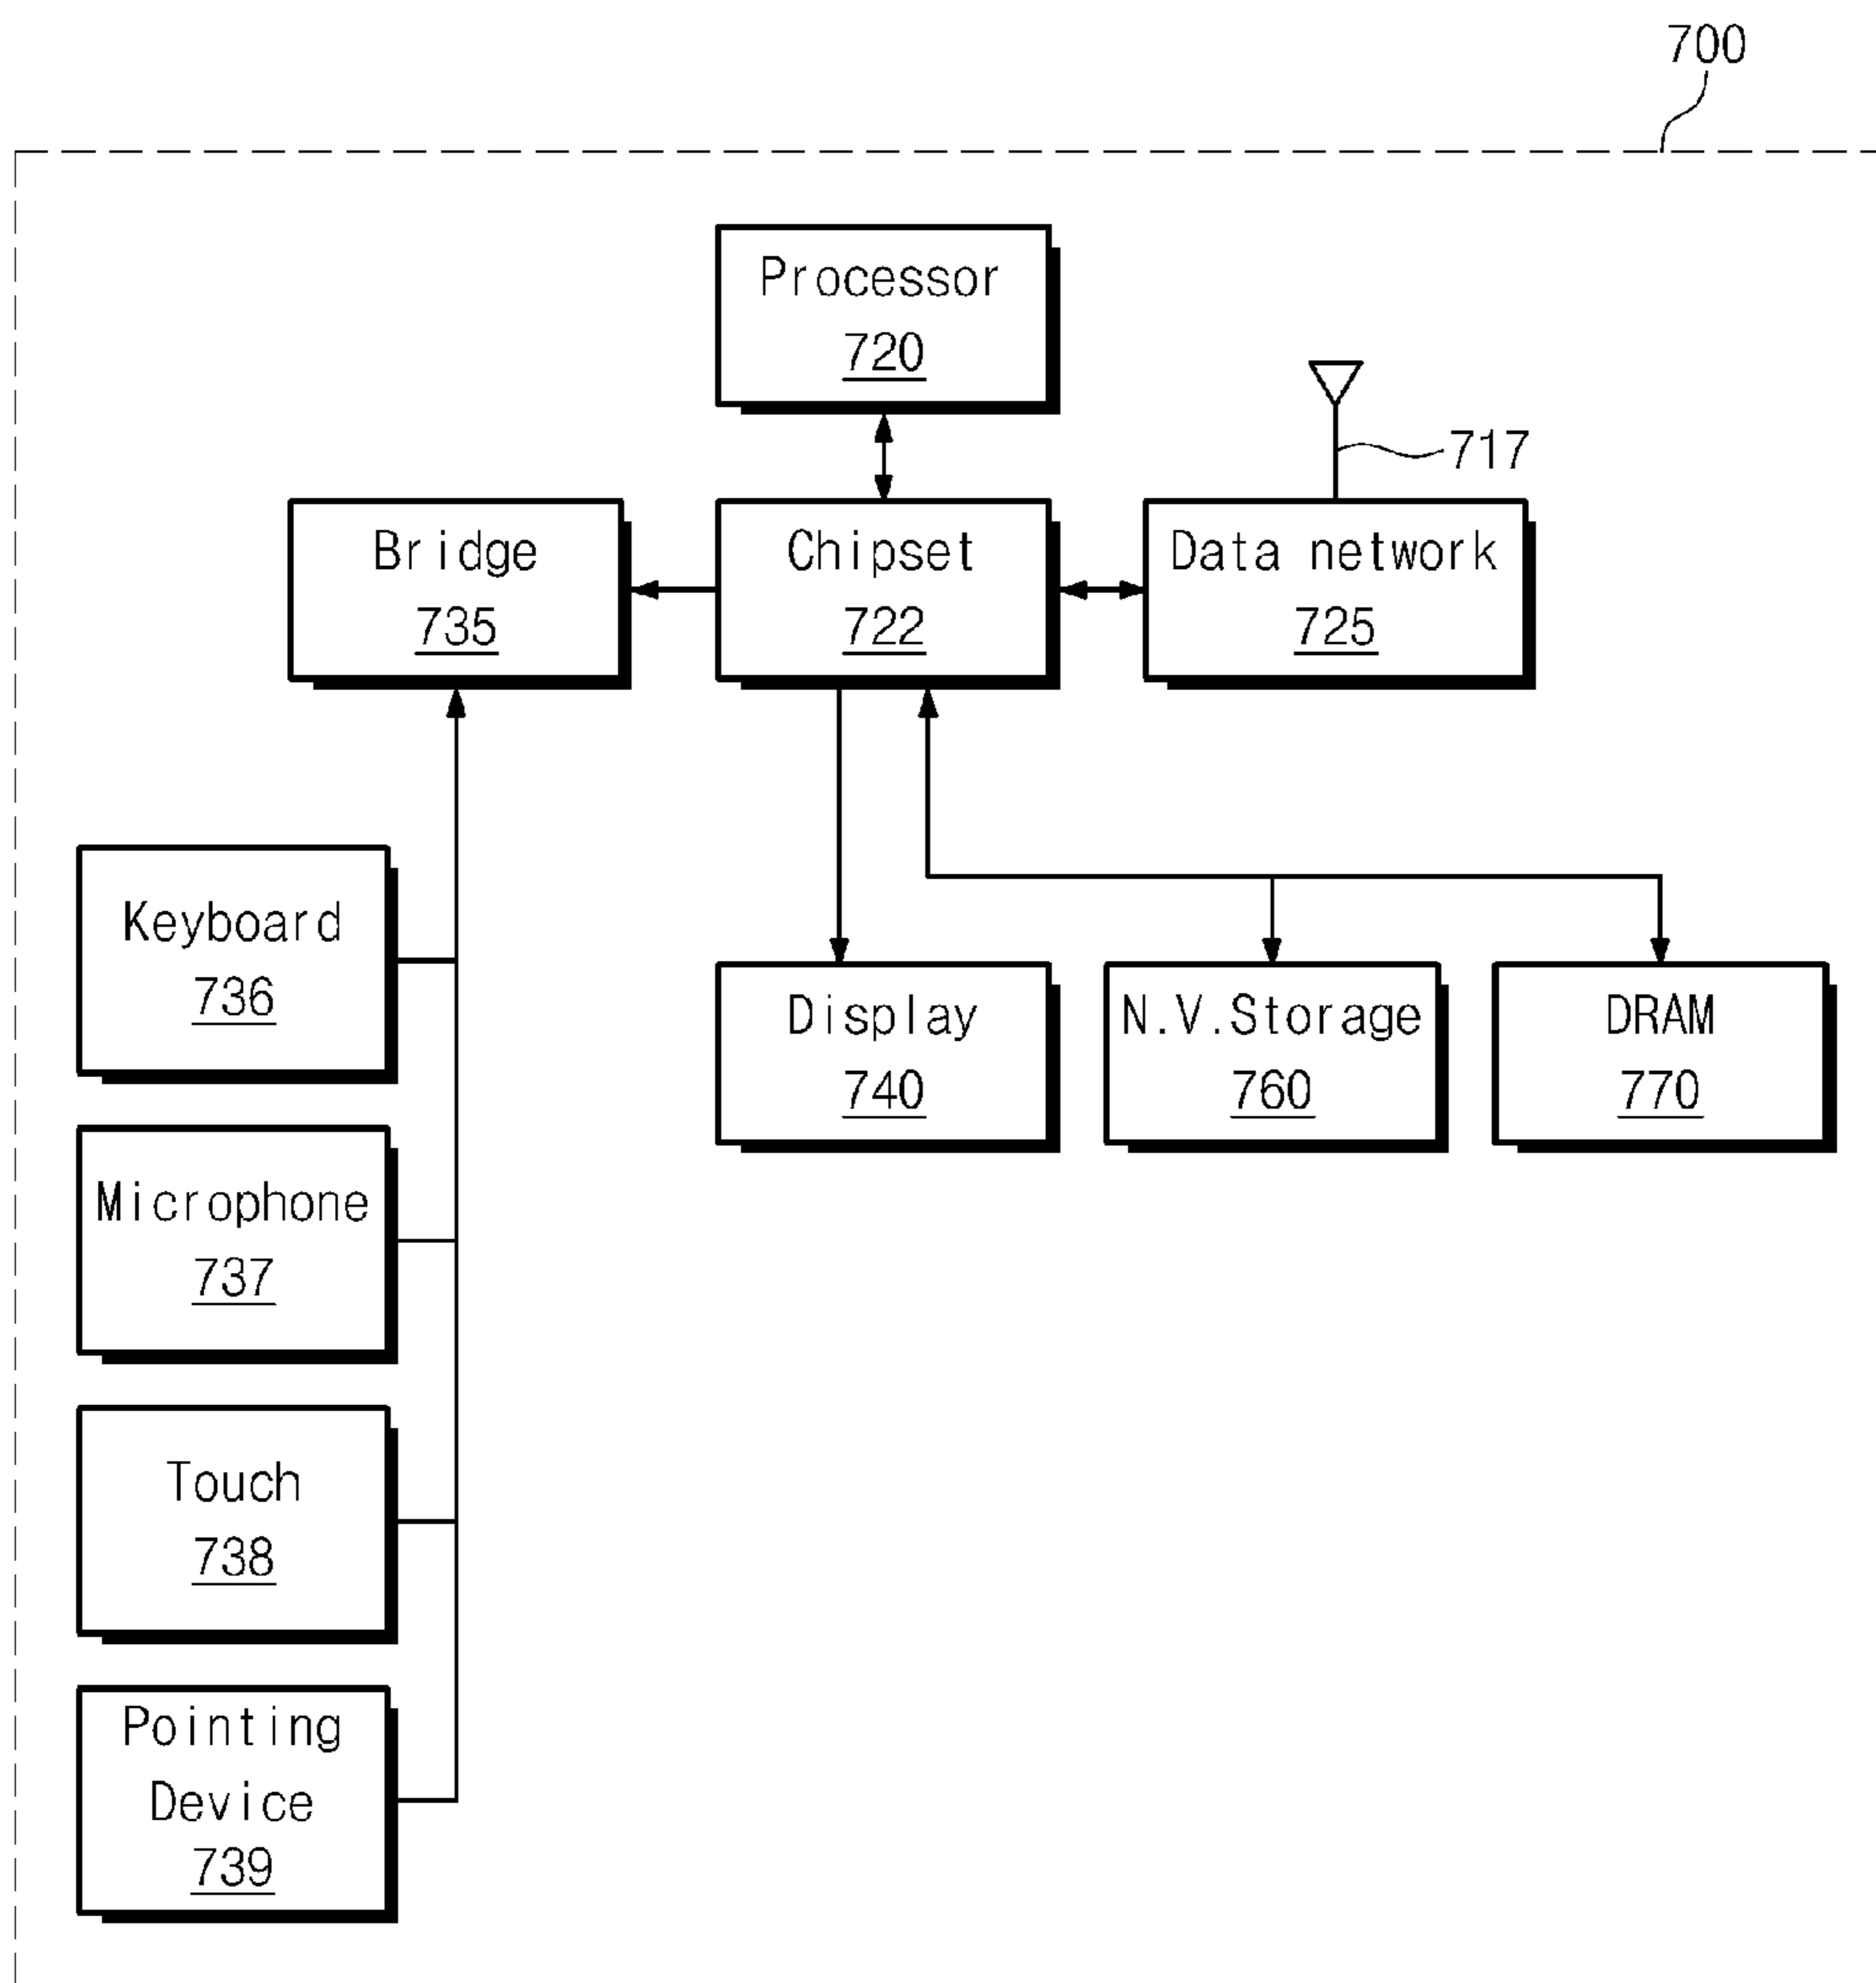 700
Processor
720
717
Bridge
735
Chipset
722
Data network
725
Keyboard
736
Display
740
N.V.Storage
760
DRAM
770
Microphone
737
Touch
738
Pointing
Device
739